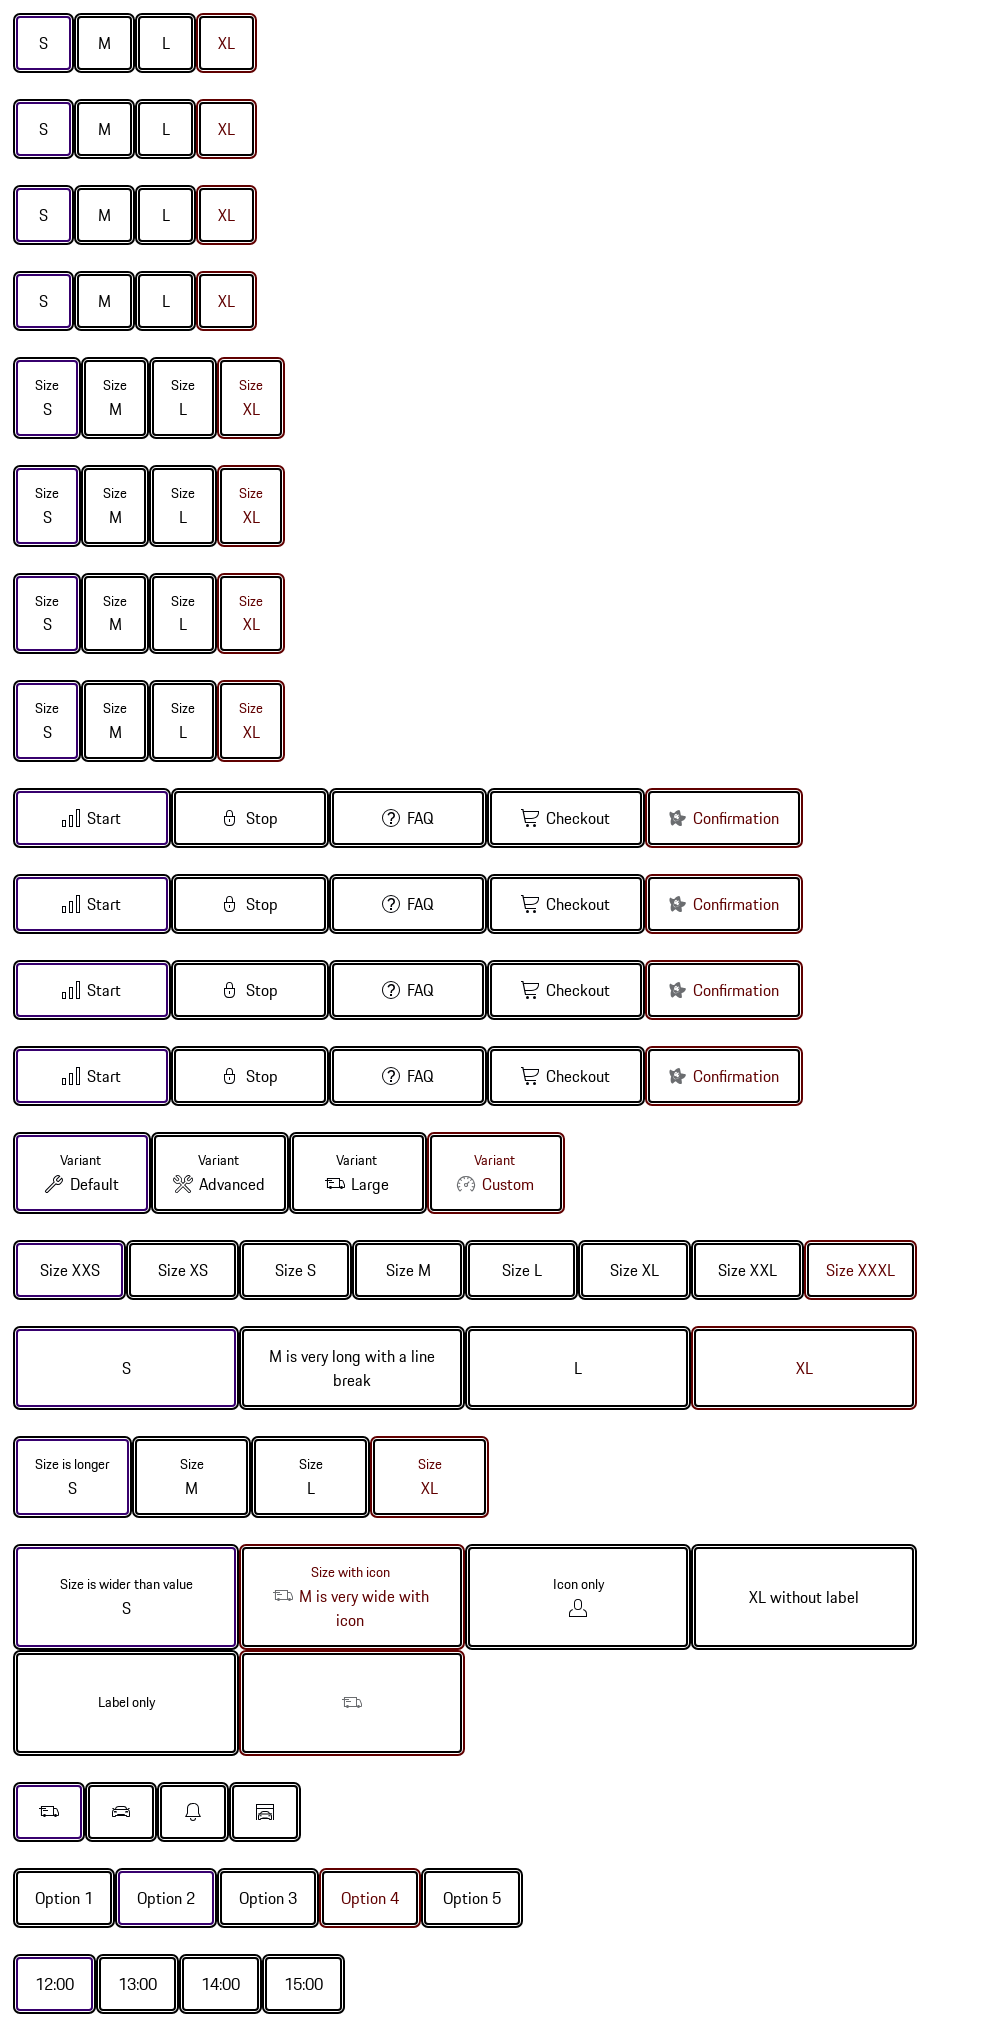 S M L XL
S M L XL
S M L XL
S M L XL
Size Size Size Size
S M L XL
Size Size Size Size
S M L XL
Size Size Size Size
S M L XL
Size Size Size Size
S M L XL
Start Stop FAQ Checkout Confirmation
Start Stop FAQ Checkout Confirmation
Start Stop FAQ Checkout Confirmation
Start Stop FAQ Checkout Confirmation
Variant Variant Variant Variant
Default Advanced Large Custom
Size XXS Size XS Size S Size M Size L Size XL Size XXL Size XXXL
S
M is very long with a line
break
L
XL
Size is longer Size Size Size
S M L XL
Size is wider than value
S
Size with icon
M is very wide with
icon
Icon only
XL without label
Label only
Option 1 Option 2 Option 3 Option 4 Option 5
12:00 13:00 14:00 15:00